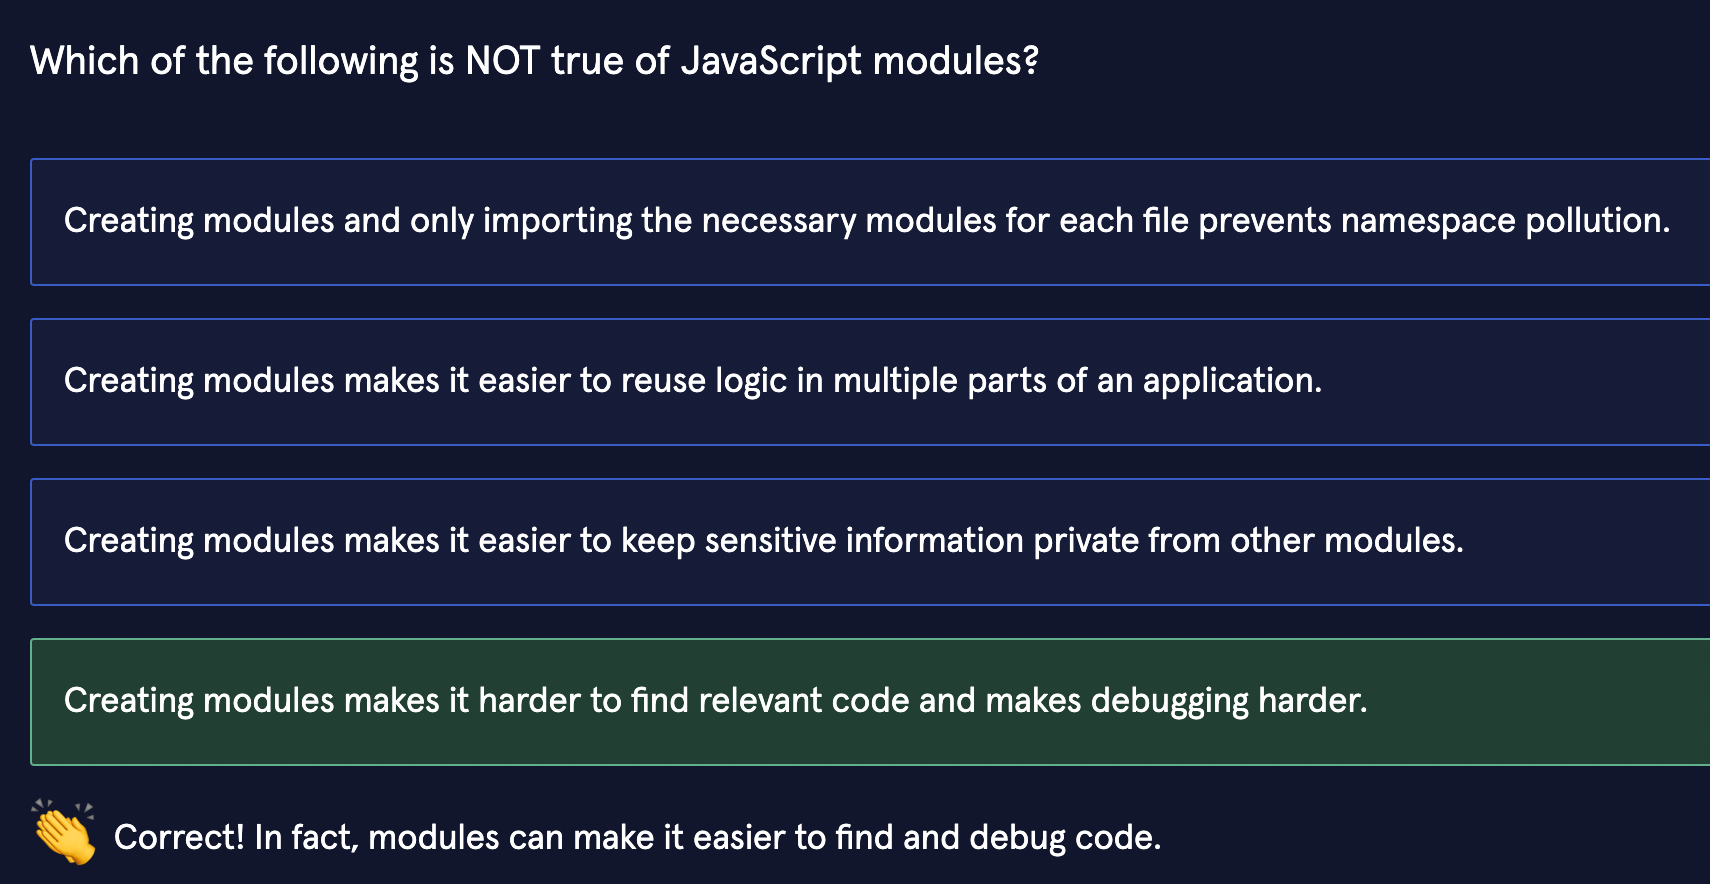 Which of the following is NOT true of JavaScript modules?
Creating modules and only importing the necessary modules for each file prevents namespace pollution.
Creating modules makes it easier to reuse logic in multiple parts of an application.
Creating modules makes it easier to keep sensitive information private from other modules.
Creating modules makes it harder to find relevant code and makes debugging harder.
Correct! In fact, modules can make it easier to find and debug code.